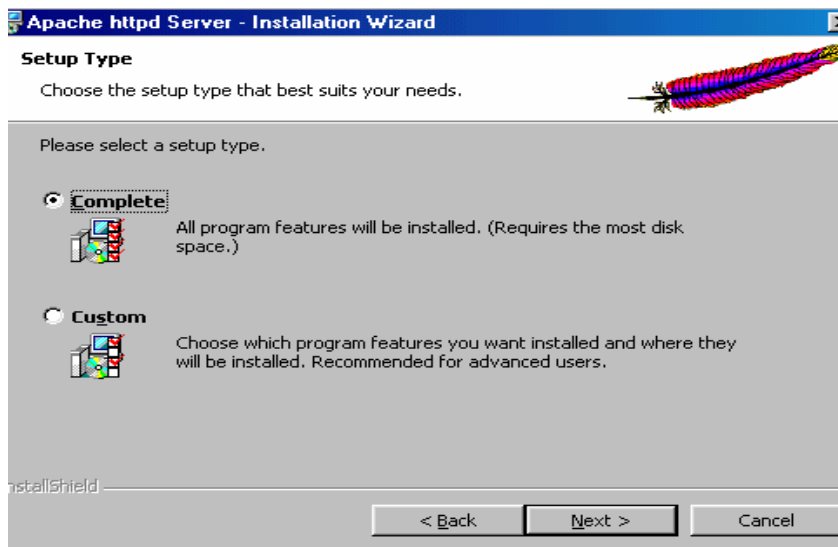 Apache httpd Server - Installation Wizard
Setup Type
Choose the setup type that best suits your needs.
Please select a setup type.
Complete
All program features will be installed. (Requires the most disk
space.)
Custom
Choose which program features you want installed and where they
will be installed. Recommended for advanced users.
nstallShield
< Back Next > Cancel